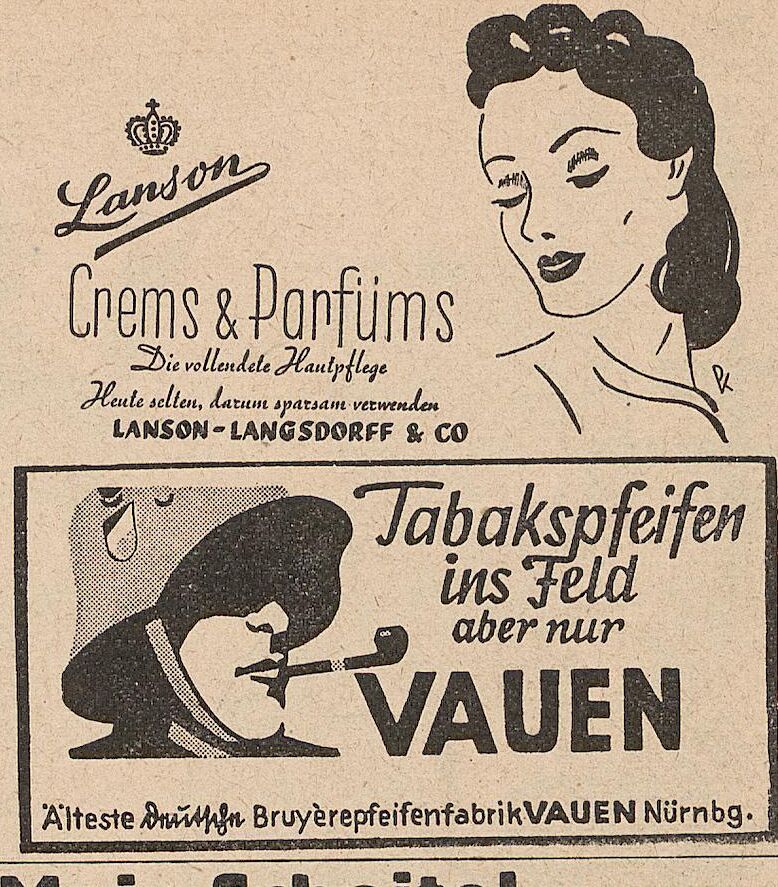 Lanson
Crems & Parfüms
Die vollendete Hautpflege
Heute selten, darum sparsam verwenden
LANSON-LANGSDORFF & CO
PK
Tabakspfeifen
ins Feld
aber nur
VAUEN
Älteste deutsche Bruyèrepfeifenfabrik VAUEN Nürnbg.